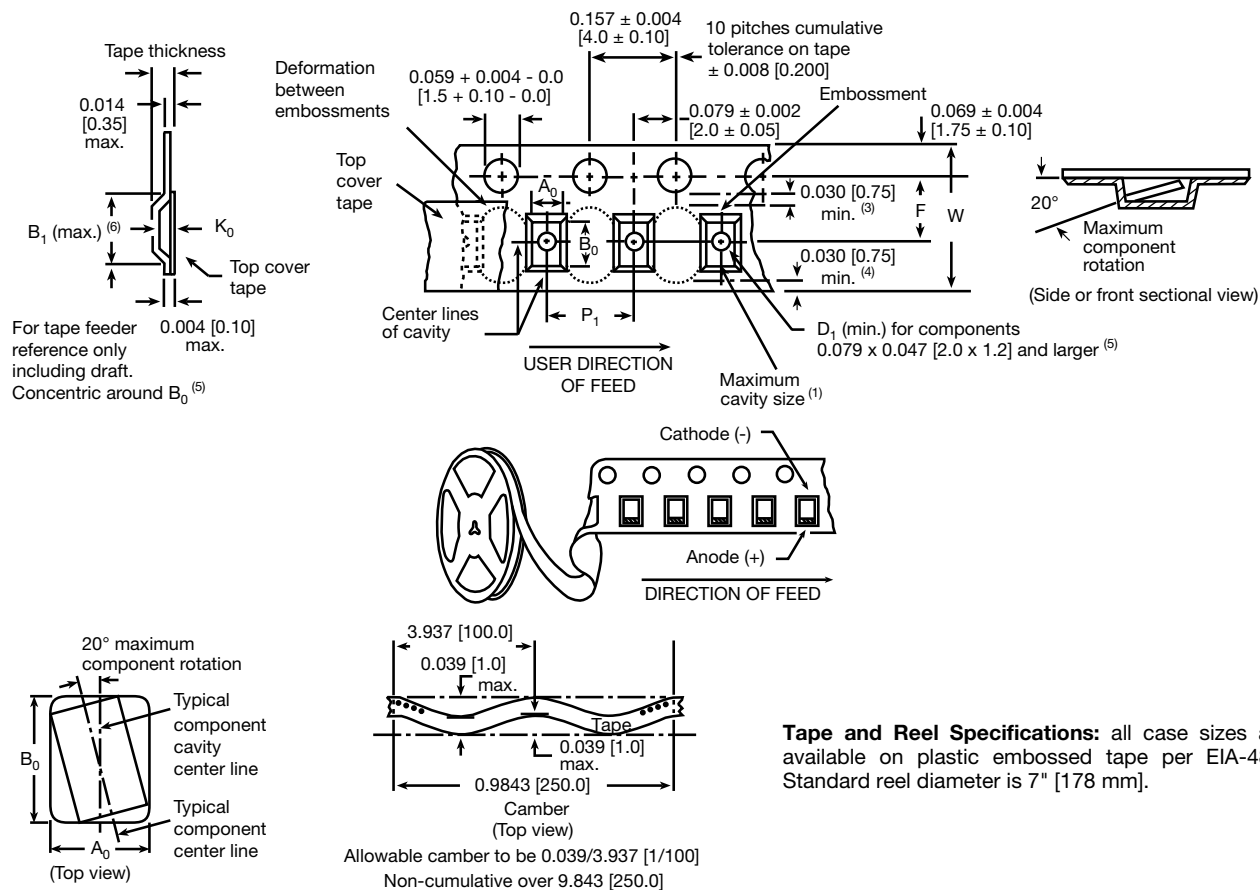 0.157 ± 0.004
[4.0 ± 0.10]
10 pitches cumulative
tolerance on tape
± 0.008 [0.200]
Tape thickness
0.014
[0.35]
max.
Deformation
between
embossments
0.059 + 0.004 - 0.0
[1.5 + 0.10 - 0.0]
0.079 ± 0.002
[2.0 ± 0.05]
Embossment
0.069 ± 0.004
[1.75 ± 0.10]
Top
cover
tape
A0
B0
0.030 [0.75]
min. (3)
F
W
0.030 [0.75]
min. (4)
20°
Maximum
component
rotation
(Side or front sectional view)
B1 (max.) (6)
K0
Top cover
tape
0.004 [0.10]
max.
For tape feeder
reference only
including draft.
Concentric around B0 (5)
Center lines
of cavity
P1
USER DIRECTION
OF FEED
D1 (min.) for components
0.079 x 0.047 [2.0 x 1.2] and larger (5)
Maximum
cavity size (1)
Cathode (-)
Anode (+)
DIRECTION OF FEED
20° maximum
component rotation
Typical
component
cavity
center line
B0
Typical
component
center line
A0
(Top view)
3.937 [100.0]
0.039 [1.0]
max.
Tape
0.039 [1.0]
max.
0.9843 [250.0]
Camber
(Top view)
Allowable camber to be 0.039/3.937 [1/100]
Non-cumulative over 9.843 [250.0]
Tape and Reel Specifications: all case sizes
available on plastic embossed tape per
Standard reel diameter is 7" [178 mm].